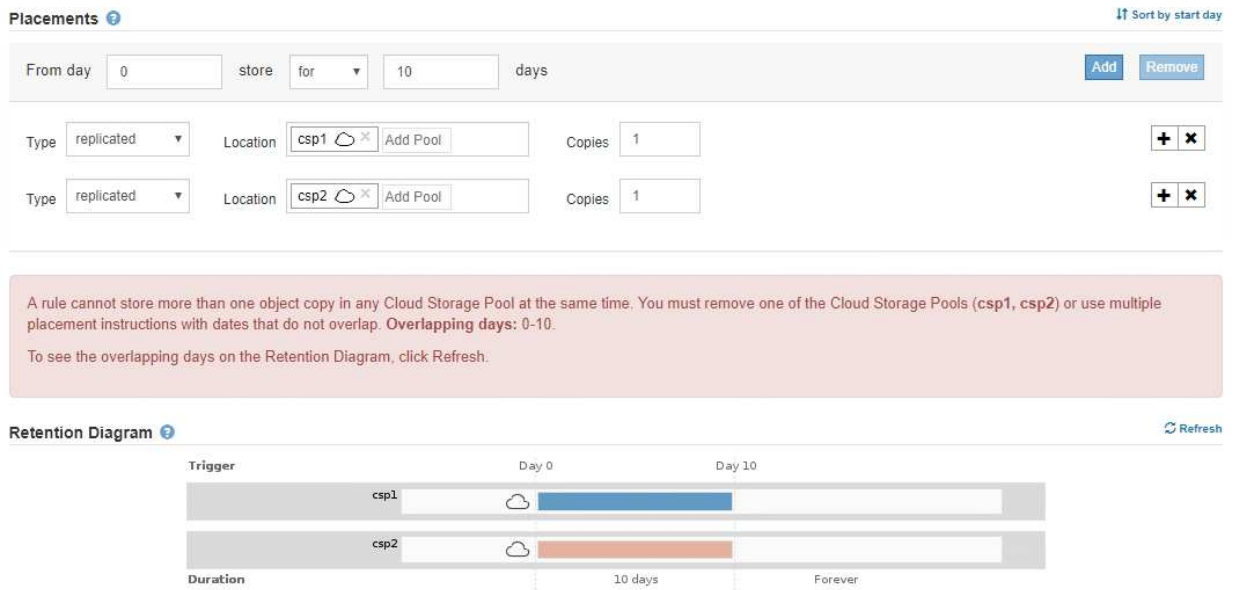 Placements ?
Sort by start day
From day 0 store for 10 days Add Remove
Type replicated Location csp1 × Add Pool Copies 1
Type replicated Location csp2 × Add Pool Copies 1
A rule cannot store more than one object copy in any Cloud Storage Pool at the same time. You must remove one of the Cloud Storage Pools (csp1, csp2) or use multiple
placement instructions with dates that do not overlap. Overlapping days: 0-10.
To see the overlapping days on the Retention Diagram, click Refresh.
Retention Diagram ?
Refresh
Trigger Day 0 Day 10
csp1
csp2
Duration 10 days Forever